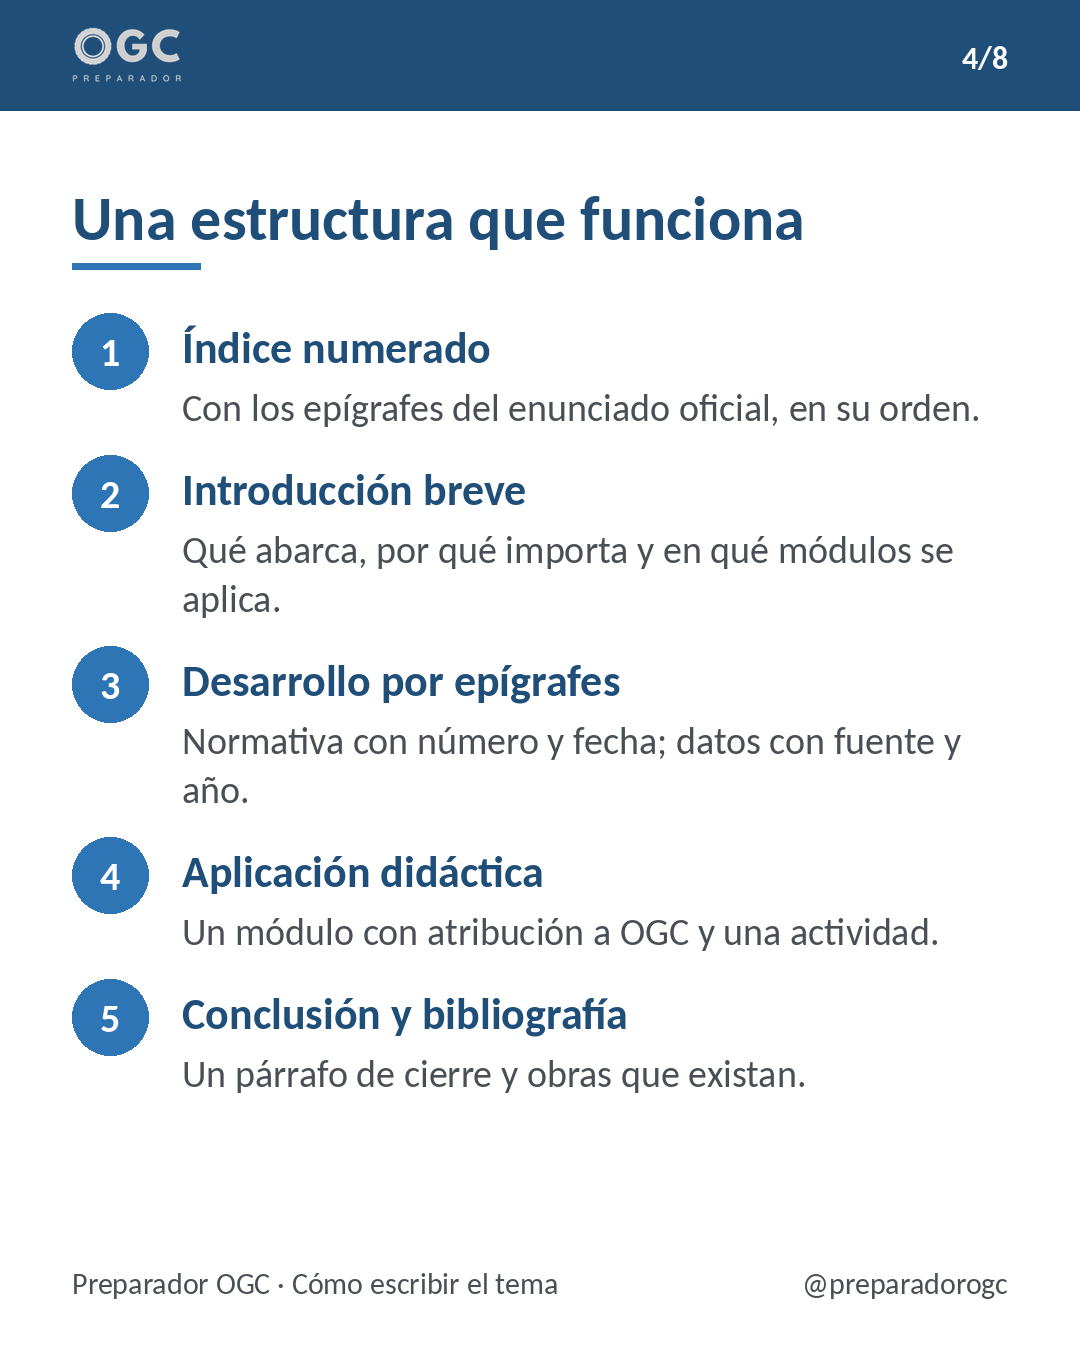 OGC
PREPARADOR
4/8
Una estructura que funciona
1
Índice numerado
Con los epígrafes del enunciado oficial, en su orden.
2
Introducción breve
Qué abarca, por qué importa y en qué módulos se
aplica.
3
Desarrollo por epígrafes
Normativa con número y fecha; datos con fuente y
año.
4
Aplicación didáctica
Un módulo con atribución a OGC y una actividad.
5
Conclusión y bibliografía
Un párrafo de cierre y obras que existan.
Preparador OGC · Cómo escribir el tema
@preparadorogc